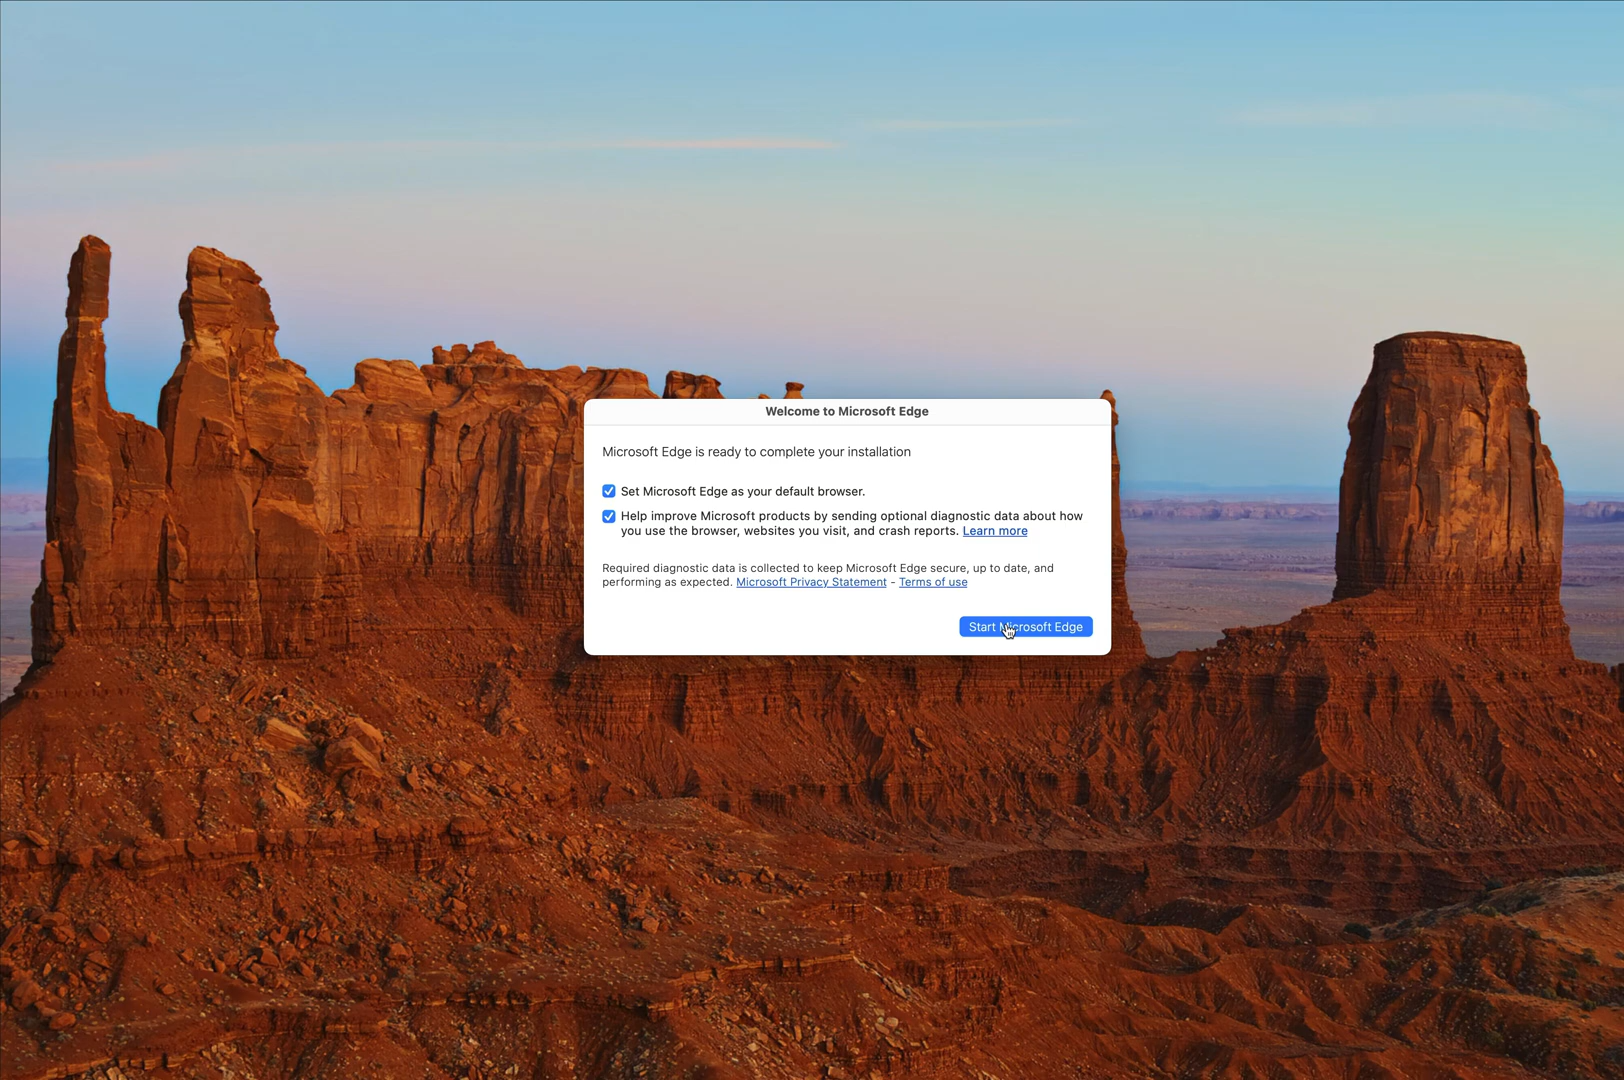 Welcome to Microsoft Edge
Microsoft Edge is ready to complete your installation
Set Microsoft Edge as your default browser.
Help improve Microsoft products by sending optional diagnostic data about how
you use the browser, websites you visit, and crash reports. Learn more
Required diagnostic data is collected to keep Microsoft Edge secure, up to date, and
performing as expected. Microsoft Privacy Statement - Terms of use
Start Microsoft Edge